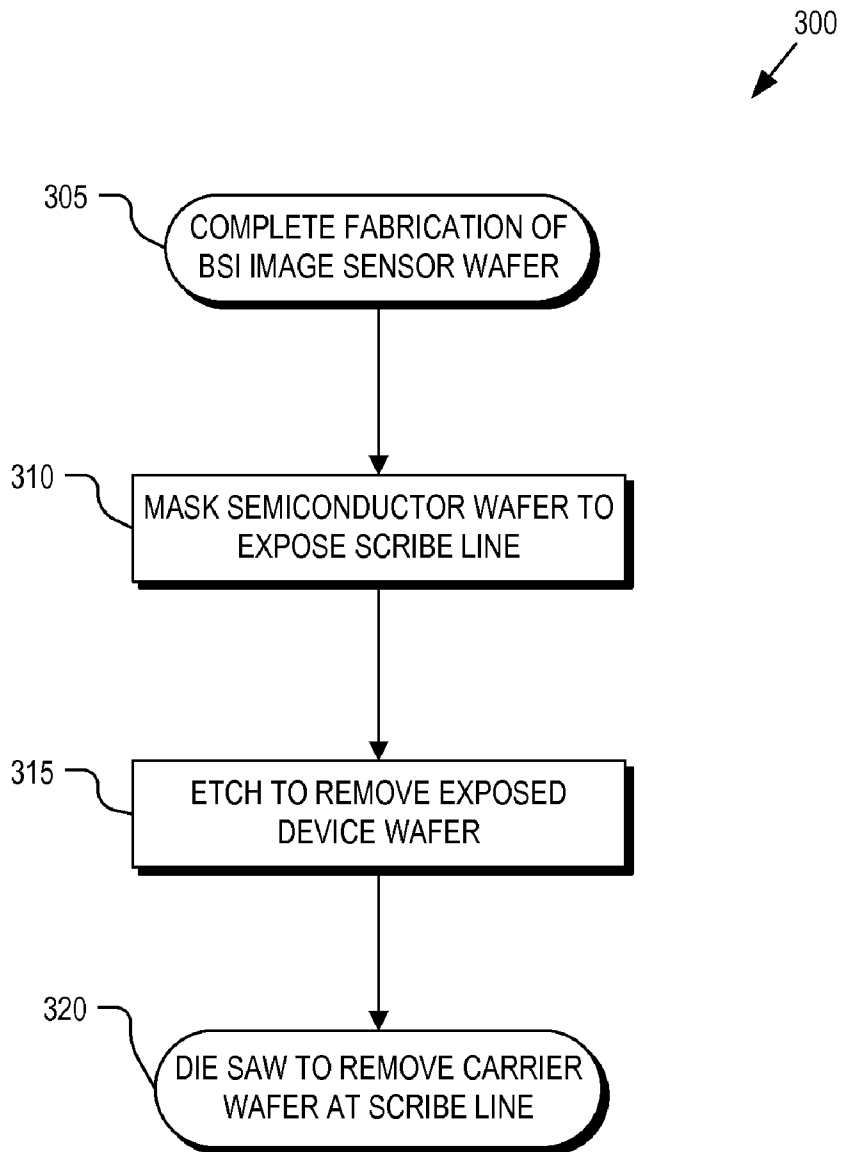 300
305
COMPLETE FABRICATION OF
BSI IMAGE SENSOR WAFER
310
MASK SEMICONDUCTOR WAFER TO
EXPOSE SCRIBE LINE
315
ETCH TO REMOVE EXPOSED
DEVICE WAFER
320
DIE SAW TO REMOVE CARRIER
WAFER AT SCRIBE LINE